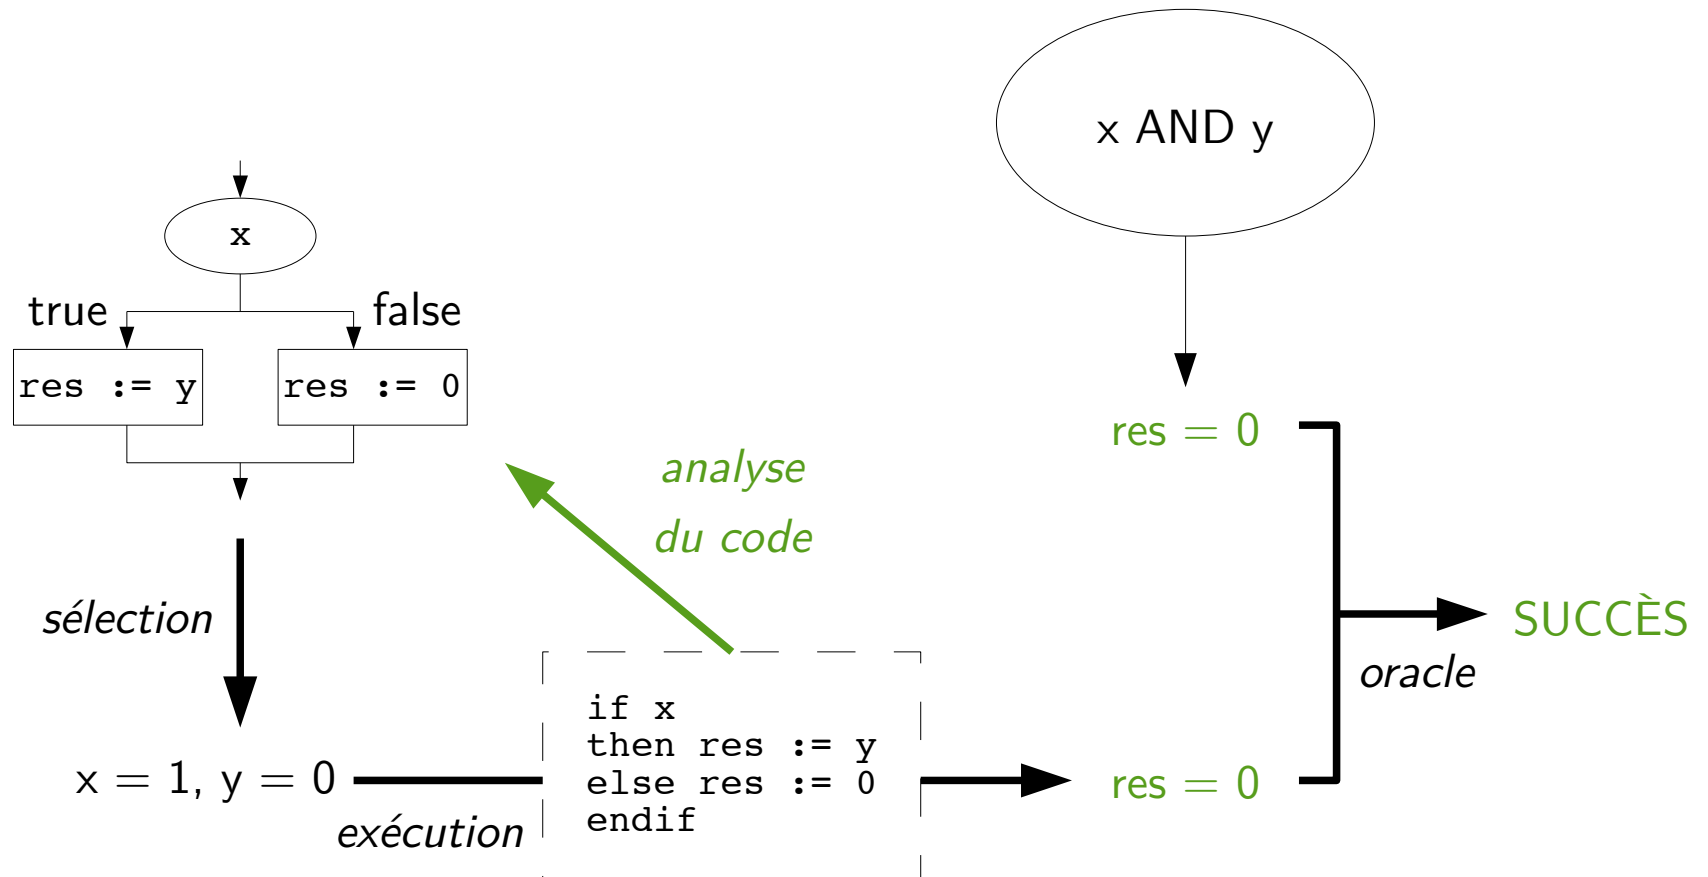 x AND y
x
true
false
res := y
res := 0
res = 0
analyse
du code
sélection
SUCCÈS
oracle
if x
then res := y
else res := 0
endif
x = 1, y = 0
res = 0
exécution